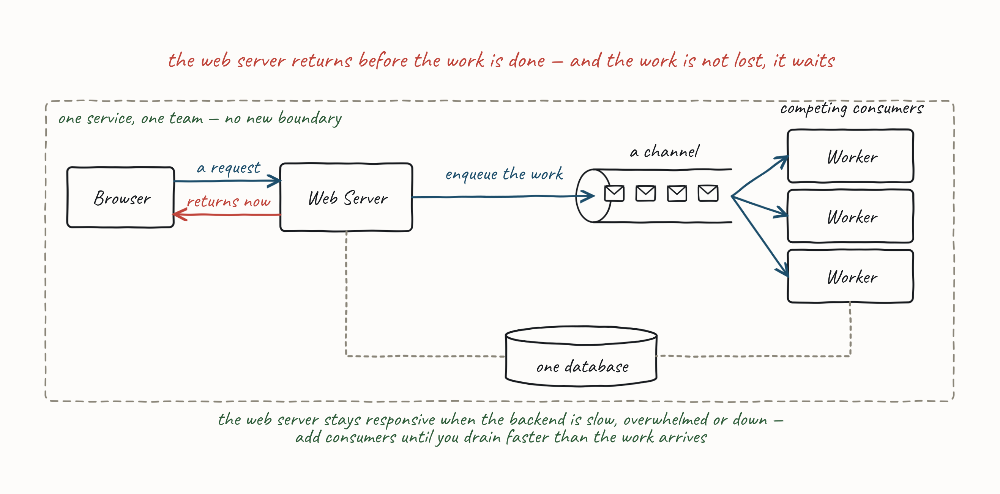 the web server returns before the work is done — and the work is not lost, it waits
competing consumers
one service, one team — no new boundary
a channel
Worker
a request
enqueue the work
Browser
returns now
Web Server
Worker
Worker
one database
the web server stays responsive when the backend is slow, overwhelmed or down —
add consumers until you drain faster than the work arrives